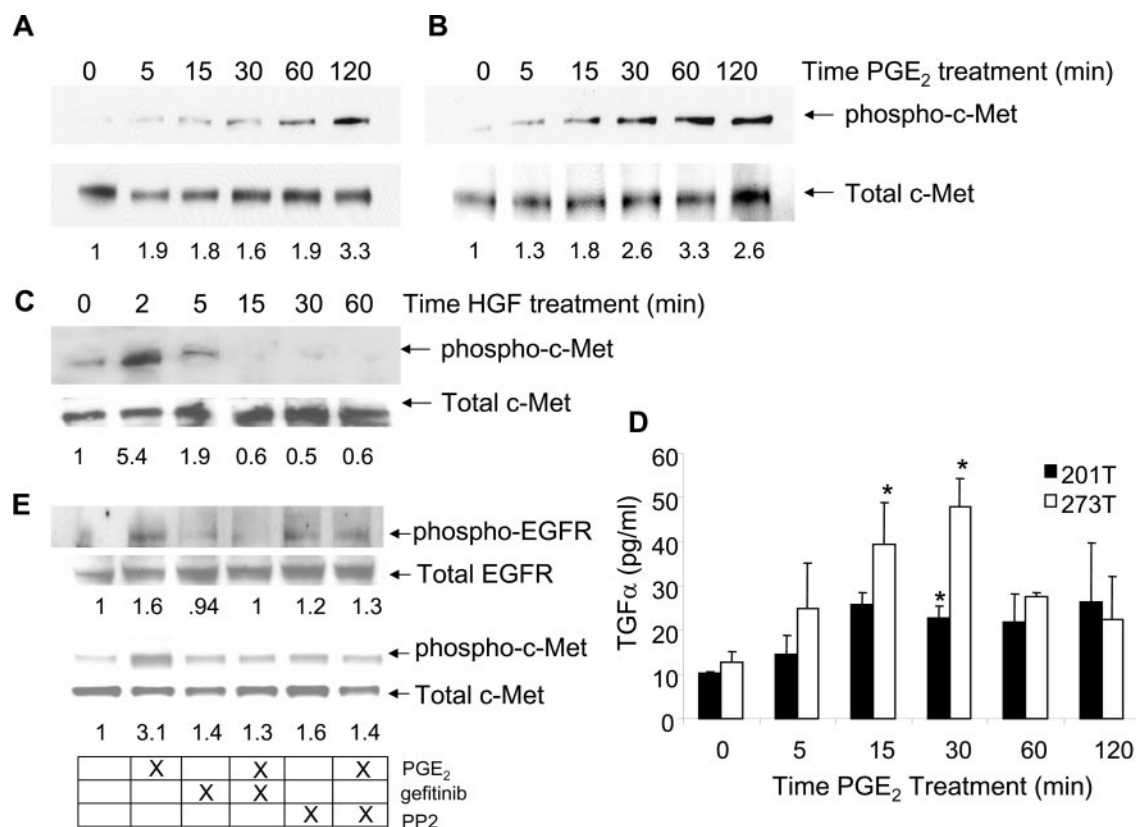 A
0 5 15 30 60 120
1 1.9 1.8 1.6 1.9 3.3
B
0 5 15 30 60 120 Time PGE₂ treatment (min)
phospho-c-Met
Total c-Met
1 1.3 1.8 2.6 3.3 2.6
C
0 2 5 15 30 60 Time HGF treatment (min)
phospho-c-Met
Total c-Met
1 5.4 1.9 0.6 0.5 0.6
E
phospho-EGFR
Total EGFR
1 1.6 .94 1 1.2 1.3
phospho-c-Met
Total c-Met
1 3.1 1.4 1.3 1.6 1.4
X X X PGE₂
X X gefitinib
X X PP2
D
201T
273T
TGFα (pg/ml)
60
50
40
30
20
10
0
* * *
0 5 15 30 60 120
Time PGE₂ Treatment (min)